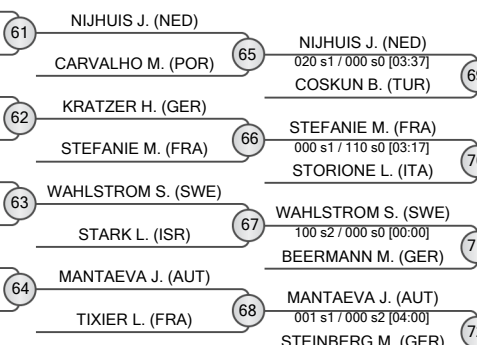 61
NIJHUIS J. (NED)
CARVALHO M. (POR)
65
NIJHUIS J. (NED)
020 s1 / 000 s0 [03:37]
COSKUN B. (TUR)
62
KRATZER H. (GER)
STEFANIE M. (FRA)
66
STEFANIE M. (FRA)
000 s1 / 110 s0 [03:17]
STORIONE L. (ITA)
63
WAHLSTROM S. (SWE)
STARK L. (ISR)
67
WAHLSTROM S. (SWE)
100 s2 / 000 s0 [00:00]
BEERMANN M. (GER)
64
MANTAEVA J. (AUT)
TIXIER L. (FRA)
68
MANTAEVA J. (AUT)
001 s1 / 000 s2 [04:00]
STEINBERG M. (GER)